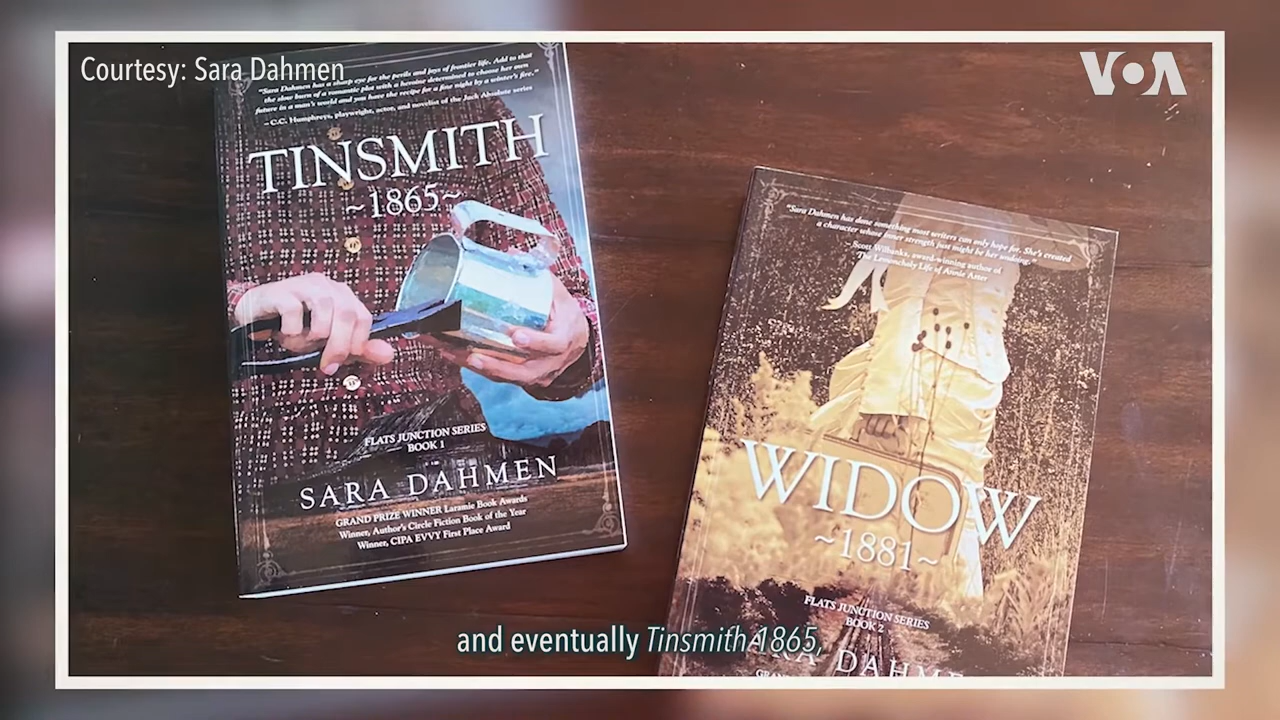 Courtesy: Sara Dahmen
VOA
"Sara Dahmen has a sharp eye for the perils and joys of frontier life. Add to that
the slow burn of a romantic plot with a heroine determined to choose her own
future in a man's world and you have the recipe for a fine night by a winter's fire."
– C.C. Humphreys, playwright, actor, and novelist of the Jack Absolute series
TINSMITH
~1865~
FLATS JUNCTION SERIES
BOOK 1
SARA DAHMEN
GRAND PRIZE WINNER Laramie Book Awards
Winner, Author's Circle Fiction Book of the Year
Winner, CIPA EVVY First Place Award
"Sara Dahmen has done something most writers can only hope for. She's created
a character whose inner strength just might be her undoing."
Scott Wilbanks, award-winning author of
The Lemoncholy Life of Annie Aster
WIDOW
~1881~
FLATS JUNCTION SERIES
BOOK 2
DAHME
and eventually Tinsmith 1865,